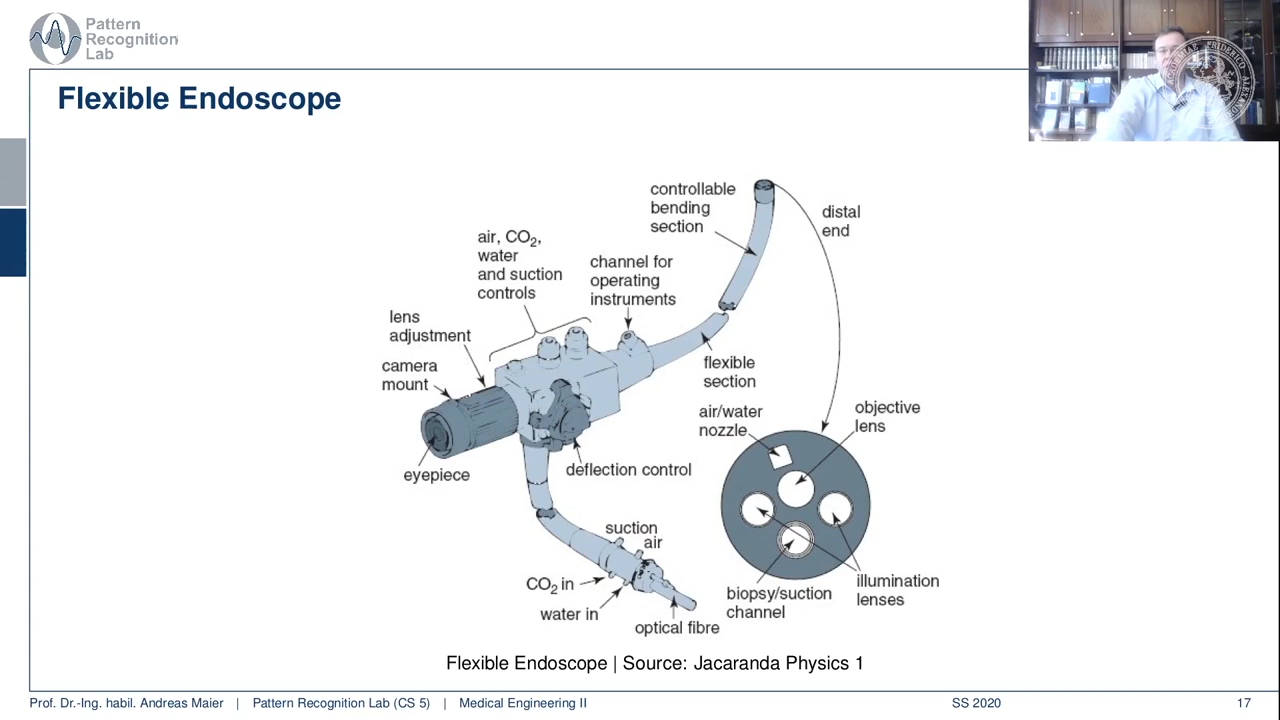 Pattern
Recognition
Lab
Flexible Endoscope
controllable
bending
section
distal
end
air, CO₂,
water
and suction
controls
channel for
operating
instruments
lens
adjustment
camera
mount
flexible
section
air/water
nozzle
objective
lens
eyepiece
deflection control
suction
air
CO₂ in
water in
optical fibre
biopsy/suction
channel
illumination
lenses
Flexible Endoscope | Source: Jacaranda Physics 1
Prof. Dr.-Ing. habil. Andreas Maier | Pattern Recognition Lab (CS 5) | Medical Engineering II SS 2020 17